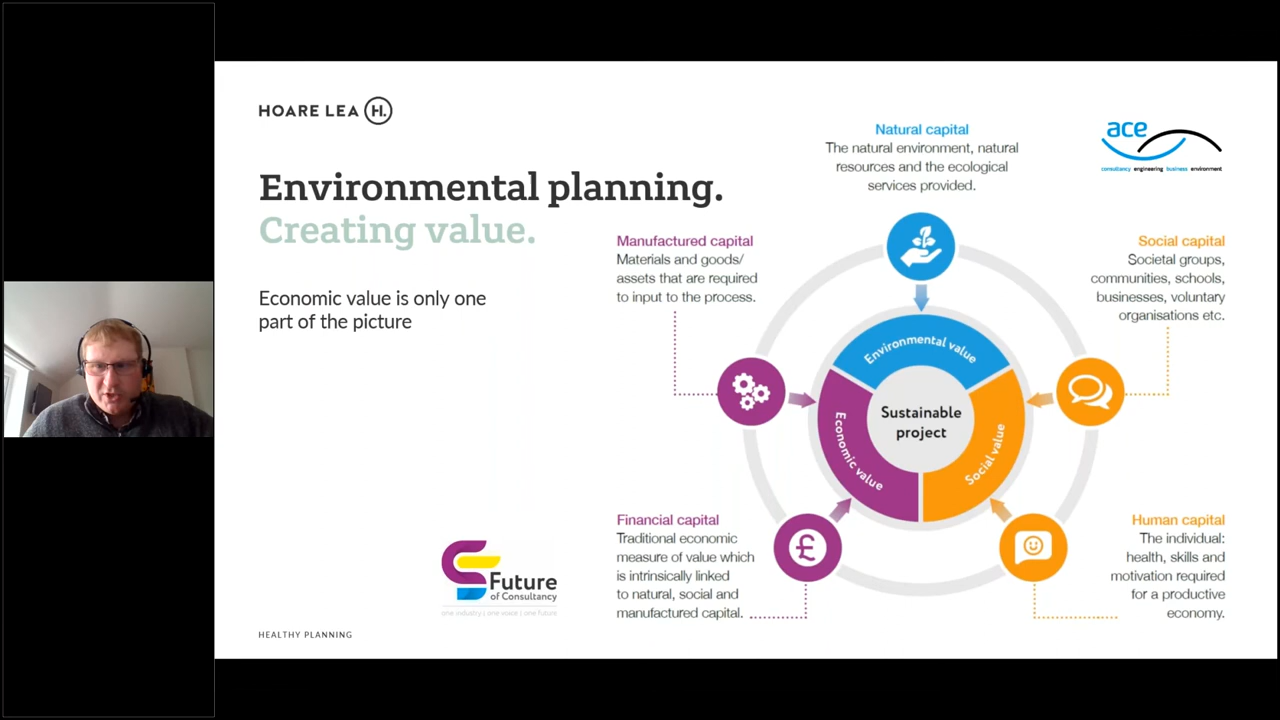 HOARE LEA H.
Environmental planning.
Creating value.
Economic value is only one
part of the picture
Natural capital
The natural environment, natural
resources and the ecological
services provided.
ace
consultancy engineering business environment
Manufactured capital
Materials and goods/
assets that are required
to input to the process.
Social capital
Societal groups,
communities, schools,
businesses, voluntary
organisations etc.
Environmental value
Economic value
Social value
Sustainable
project
£
Financial capital
Traditional economic
measure of value which
is intrinsically linked
to natural, social and
manufactured capital.
Human capital
The individual:
health, skills and
motivation required
for a productive
economy.
Future
of Consultancy
one industry | one voice | one future
HEALTHY PLANNING